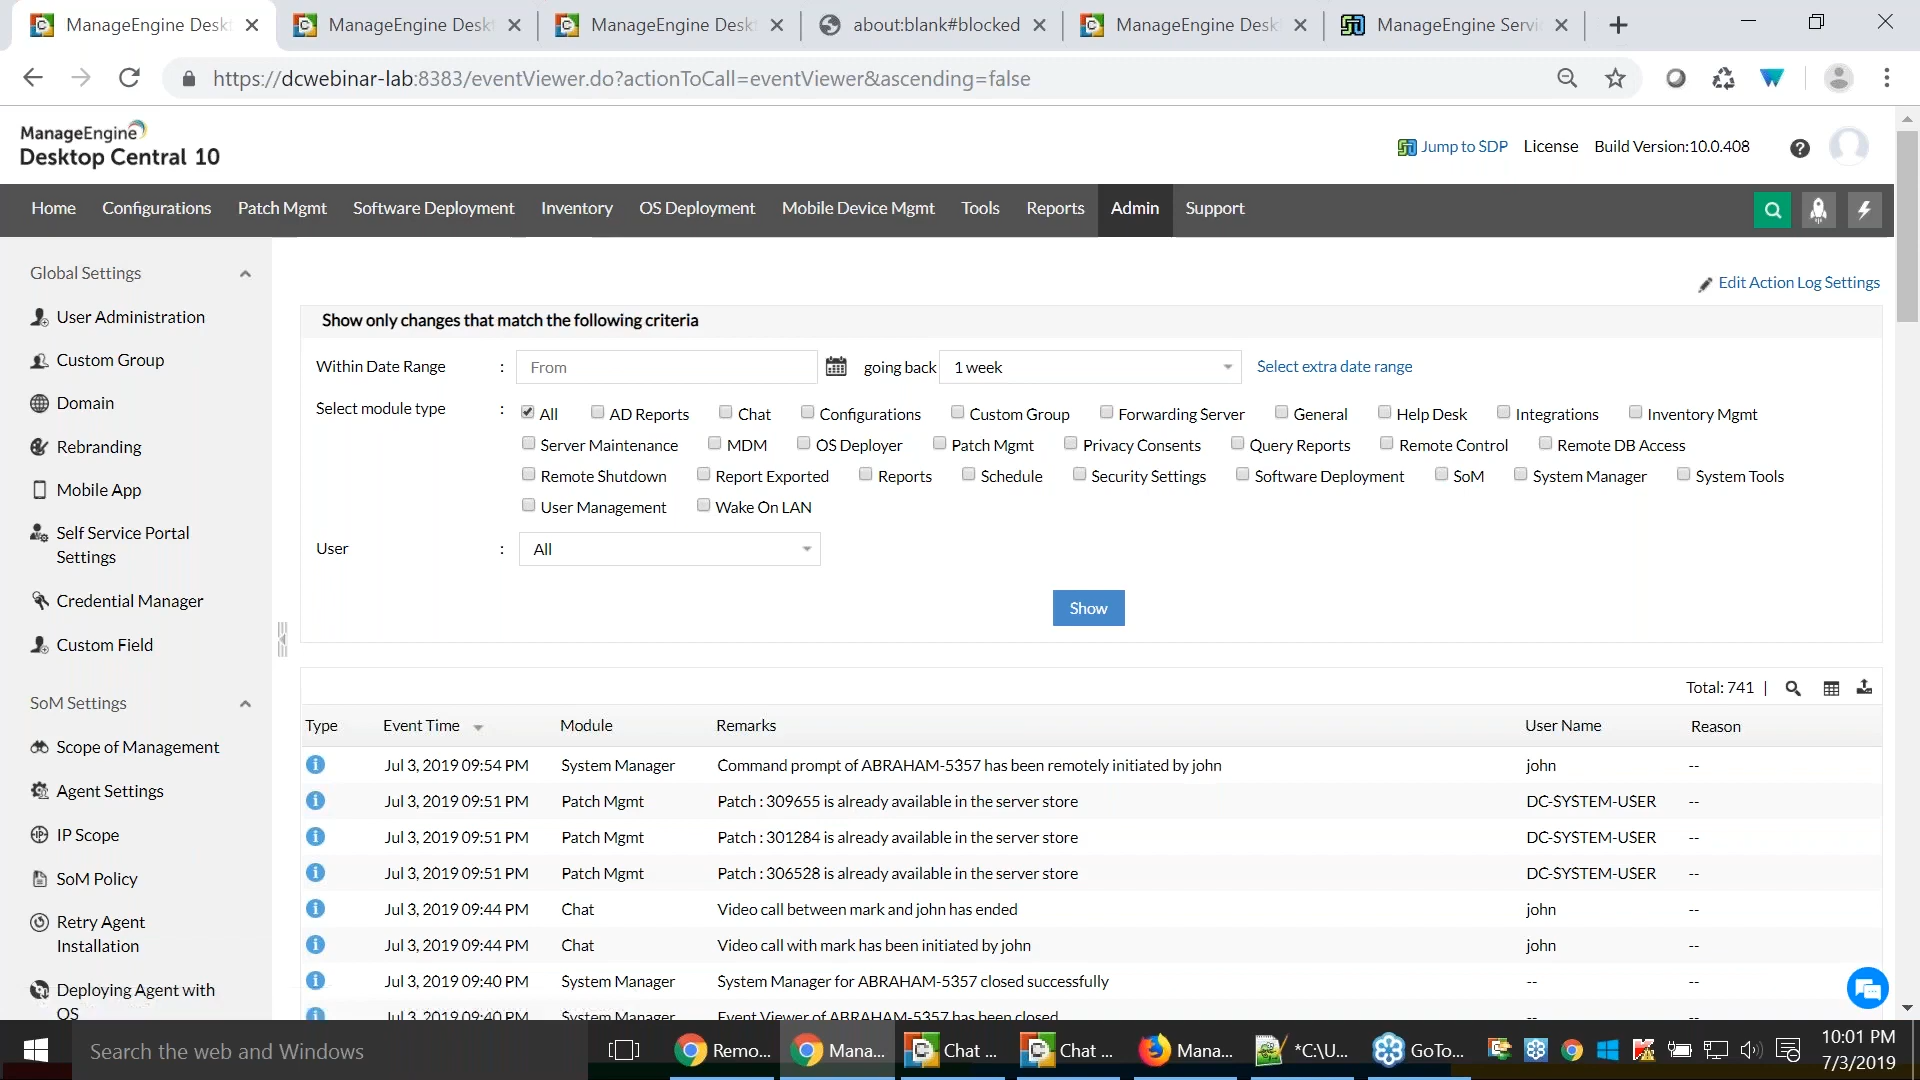 ManageEngine Deskt
ManageEngine Deskt
ManageEngine Deskt
about:blank#blocked
ManageEngine Deskt
ManageEngine Servi
https://dcwebinar-lab:8383/eventViewer.do?actionToCall=eventViewer&ascending=false
ManageEngine
Desktop Central 10
Jump to SDP License Build Version:10.0.408
Home Configurations Patch Mgmt Software Deployment Inventory OS Deployment Mobile Device Mgmt Tools Reports Admin Support
Global Settings
User Administration
Custom Group
Domain
Rebranding
Mobile App
Self Service Portal
Settings
Credential Manager
Custom Field
SoM Settings
Scope of Management
Agent Settings
IP Scope
SoM Policy
Retry Agent
Installation
Deploying Agent with
OS
Edit Action Log Settings
Show only changes that match the following criteria
Within Date Range : From going back 1 week Select extra date range
Select module type : All AD Reports Chat Configurations Custom Group Forwarding Server General Help Desk Integrations Inventory Mgmt
Server Maintenance MDM OS Deployer Patch Mgmt Privacy Consents Query Reports Remote Control Remote DB Access
Remote Shutdown Report Exported Reports Schedule Security Settings Software Deployment SoM System Manager System Tools
User Management Wake On LAN
User : All
Show
Total: 741 |
Type Event Time Module Remarks User Name Reason
Jul 3, 2019 09:54 PM System Manager Command prompt of ABRAHAM-5357 has been remotely initiated by john john --
Jul 3, 2019 09:51 PM Patch Mgmt Patch : 309655 is already available in the server store DC-SYSTEM-USER --
Jul 3, 2019 09:51 PM Patch Mgmt Patch : 301284 is already available in the server store DC-SYSTEM-USER --
Jul 3, 2019 09:51 PM Patch Mgmt Patch : 306528 is already available in the server store DC-SYSTEM-USER --
Jul 3, 2019 09:44 PM Chat Video call between mark and john has ended john --
Jul 3, 2019 09:44 PM Chat Video call with mark has been initiated by john john --
Jul 3, 2019 09:40 PM System Manager System Manager for ABRAHAM-5357 closed successfully -- --
Jul 3, 2019 09:40 PM System Manager Event Viewer of ABRAHAM-5357 has been closed -- --
Search the web and Windows
Remo...
Mana...
Chat ...
Chat ...
Mana...
*C:\U...
GoTo...
10:01 PM
7/3/2019